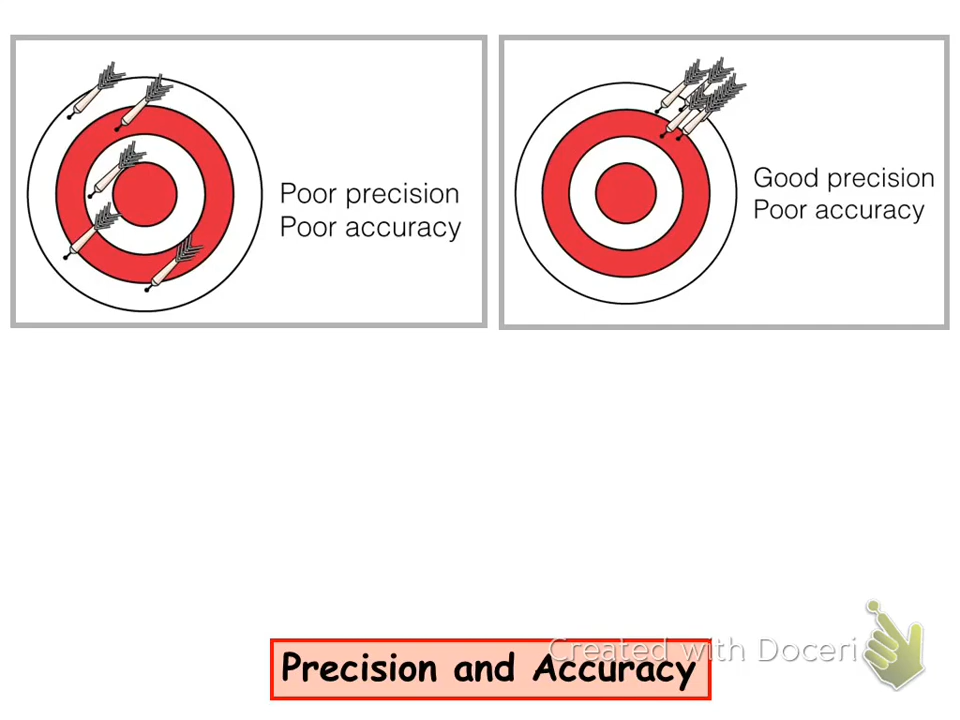 Poor precision
Poor accuracy
Good precision
Poor accuracy
Created with Doceri
Precision and Accuracy